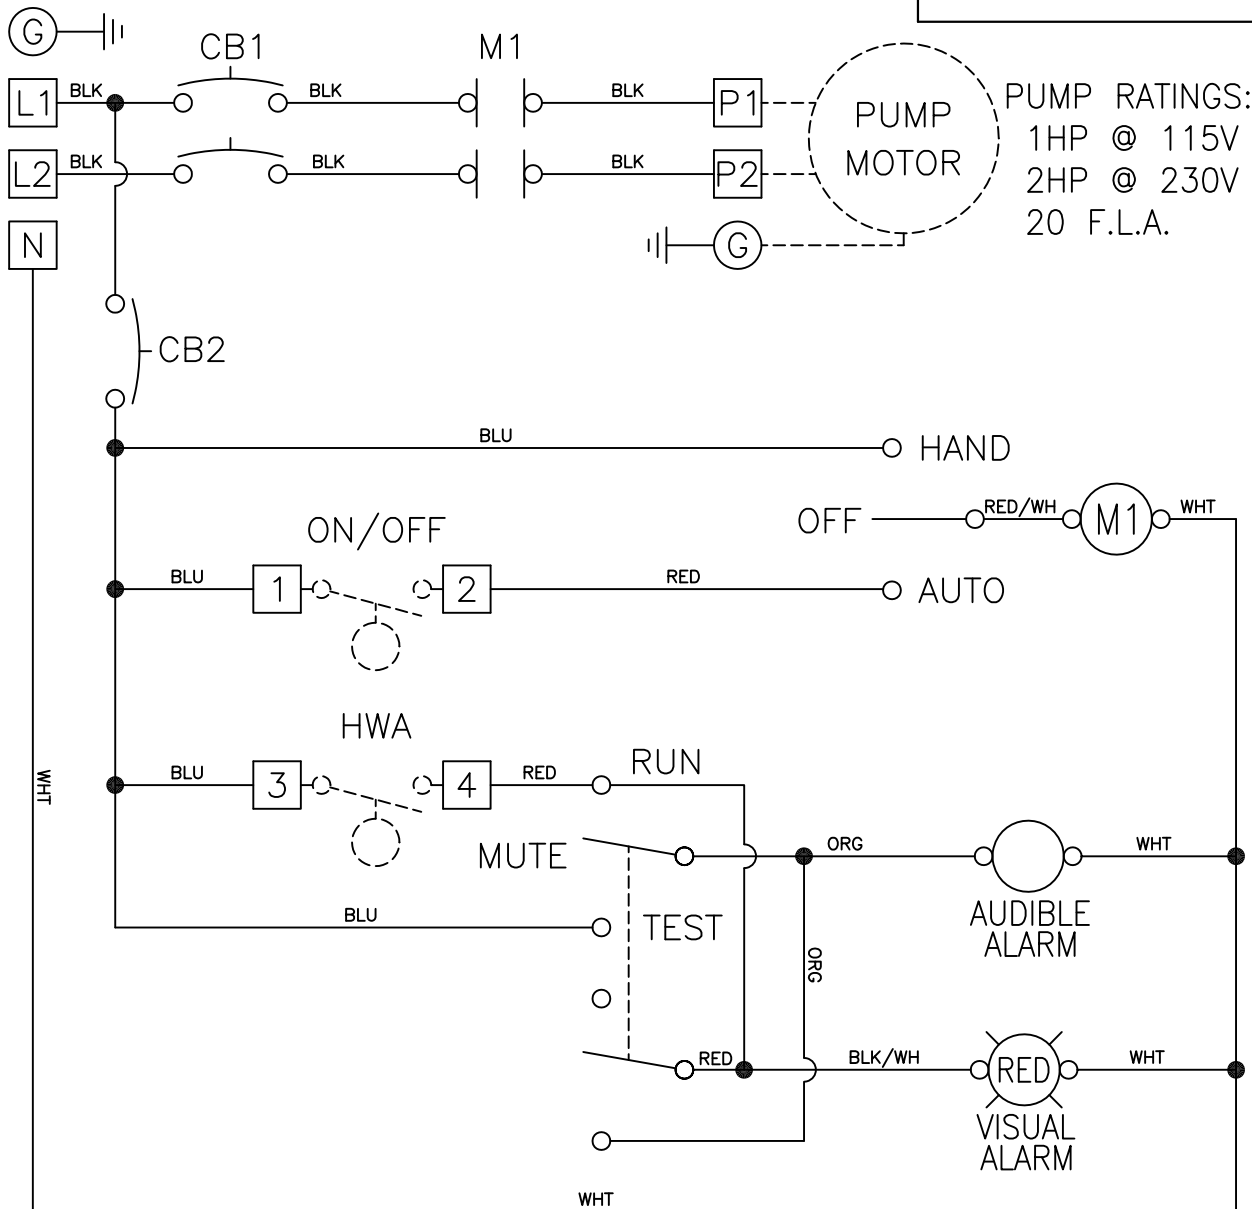 G
CB1
M1
L1
BLK
BLK
BLK
P1
PUMP
MOTOR
PUMP RATINGS:
1HP @ 115V
2HP @ 230V
20 F.L.A.
L2
BLK
BLK
BLK
P2
N
G
CB2
BLU
HAND
OFF
RED/WH
M1
WHT
ON/OFF
BLU
1
2
RED
AUTO
HWA
BLU
3
4
RED
RUN
WHT
MUTE
ORG
WHT
AUDIBLE
ALARM
BLU
TEST
ORG
RED
BLK/WH
RED
WHT
VISUAL
ALARM
WHT